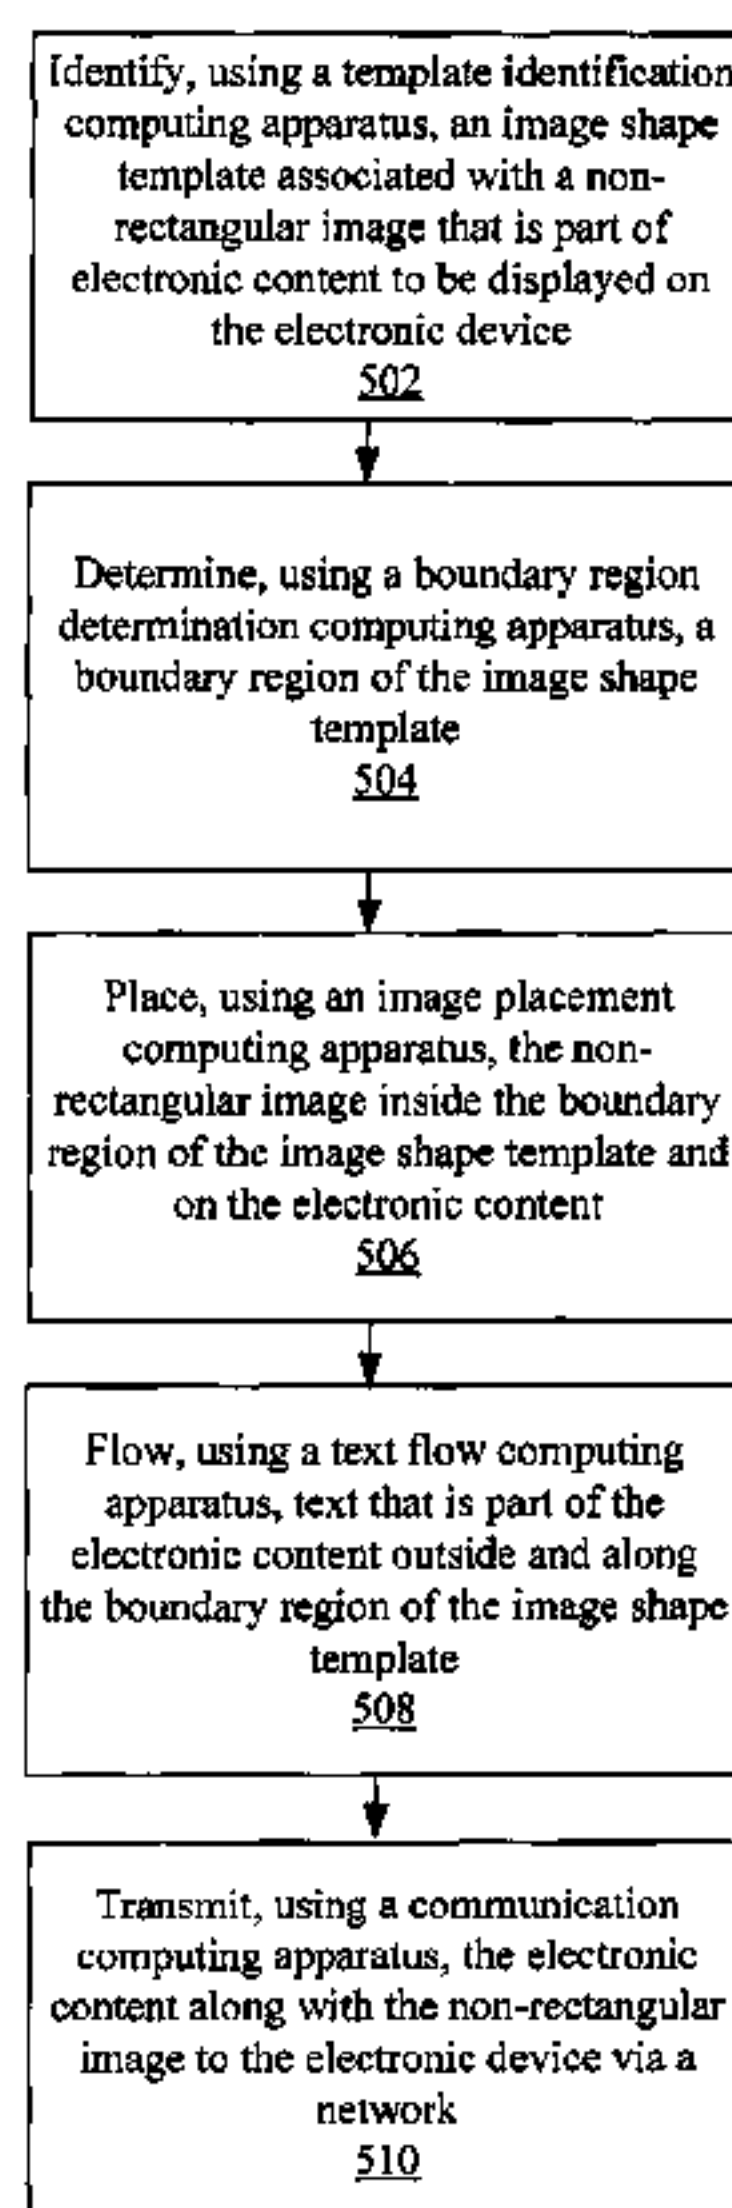 Identify, using a template identification
computing apparatus, an image shape
template associated with a non-
rectangular image that is part of
electronic content to be displayed on
the electronic device
502
Determine, using a boundary region
determination computing apparatus, a
boundary region of the image shape
template
504
Place, using an image placement
computing apparatus, the non-
rectangular image inside the boundary
region of the image shape template and
on the electronic content
506
Flow, using a text flow computing
apparatus, text that is part of the
electronic content outside and along
the boundary region of the image shape
template
508
Transmit, using a communication
computing apparatus, the electronic
content along with the non-rectangular
image to the electronic device via a
network
510